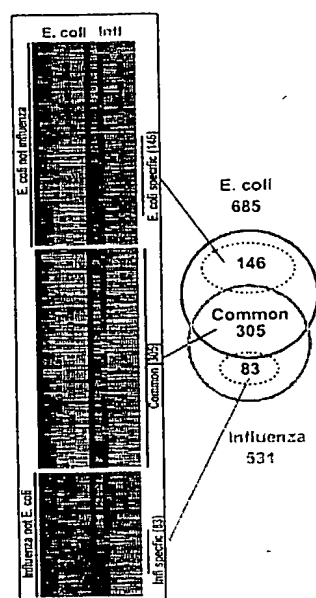 E. coli Infl
E. coli not influenza
E. coli specific (146)
Common (305)
Influenza not E. coli
Infl specific (83)
E. coli
685
146
Common
305
83
Influenza
531